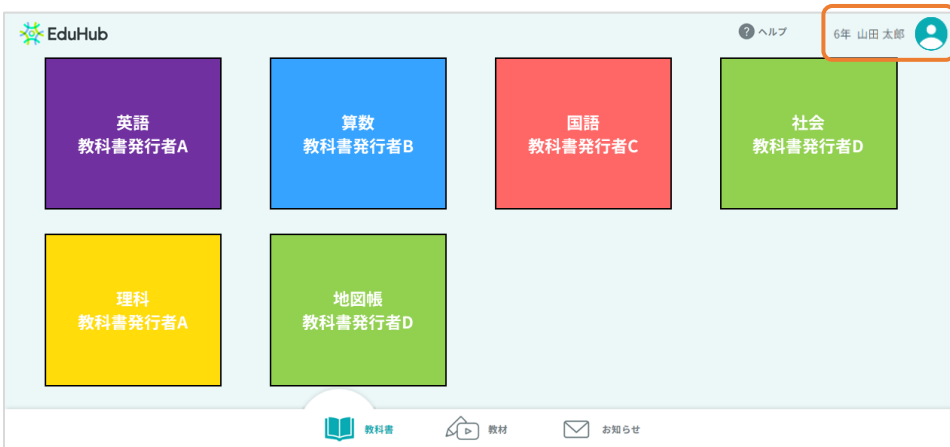 EduHub
ヘルプ
6年 山田 太郎
英語
教科書発行者A
算数
教科書発行者B
国語
教科書発行者C
社会
教科書発行者D
理科
教科書発行者A
地図帳
教科書発行者D
教科書
教材
お知らせ